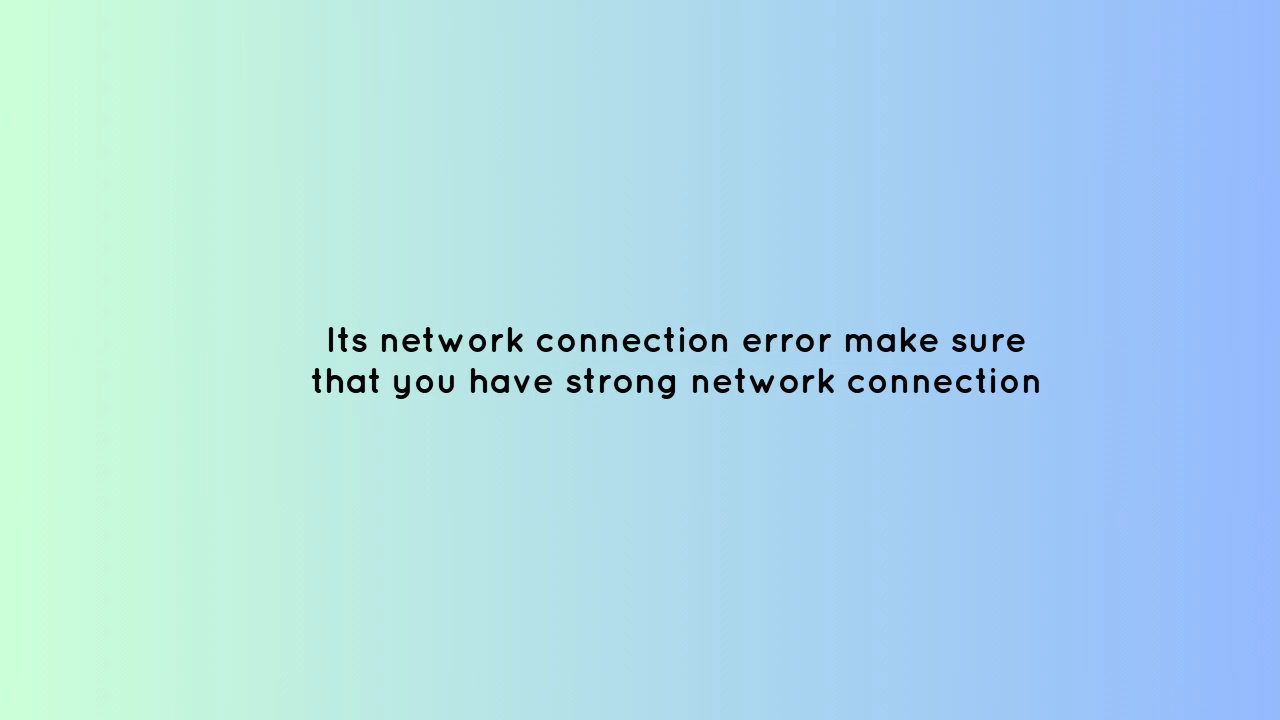 Its network connection error make sure
that you have strong network connection